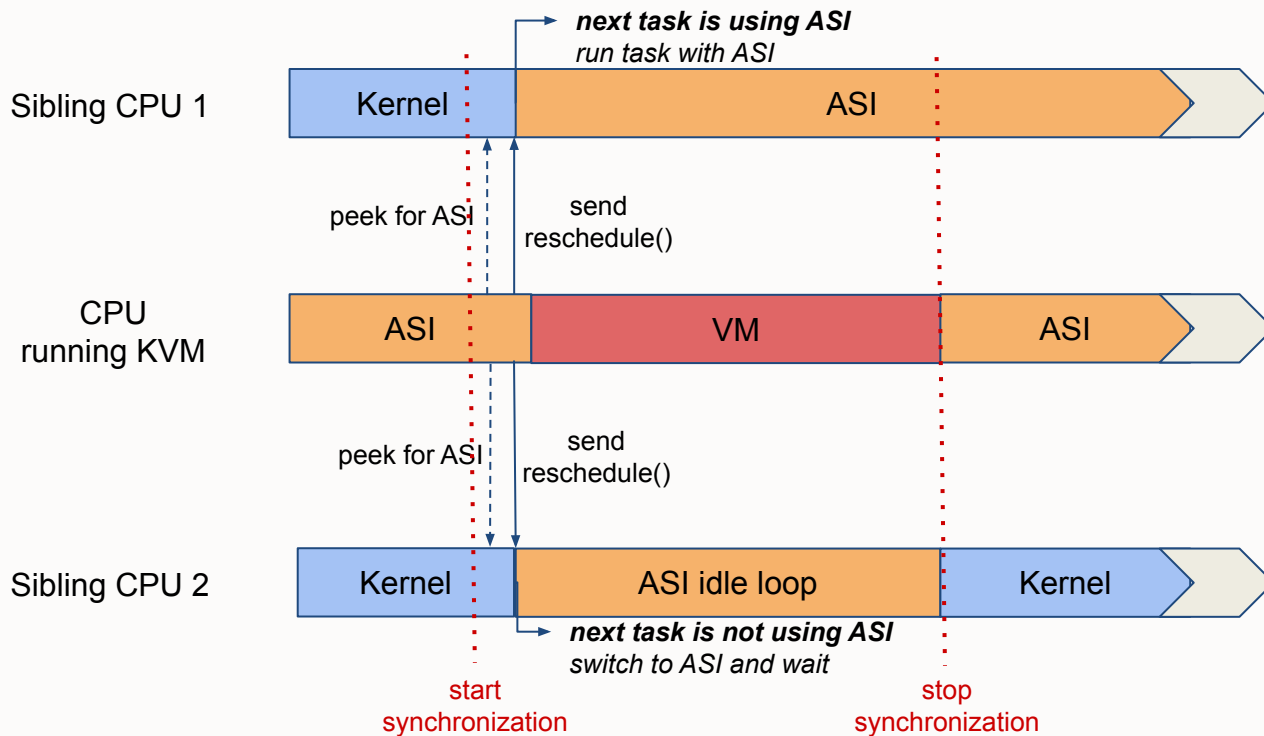 next task is using ASI
run task with ASI
Sibling CPU 1
Kernel
ASI
peek for ASI
send
reschedule()
CPU
running KVM
ASI
VM
ASI
peek for ASI
send
reschedule()
Sibling CPU 2
Kernel
ASI idle loop
Kernel
next task is not using ASI
switch to ASI and wait
start
synchronization
stop
synchronization